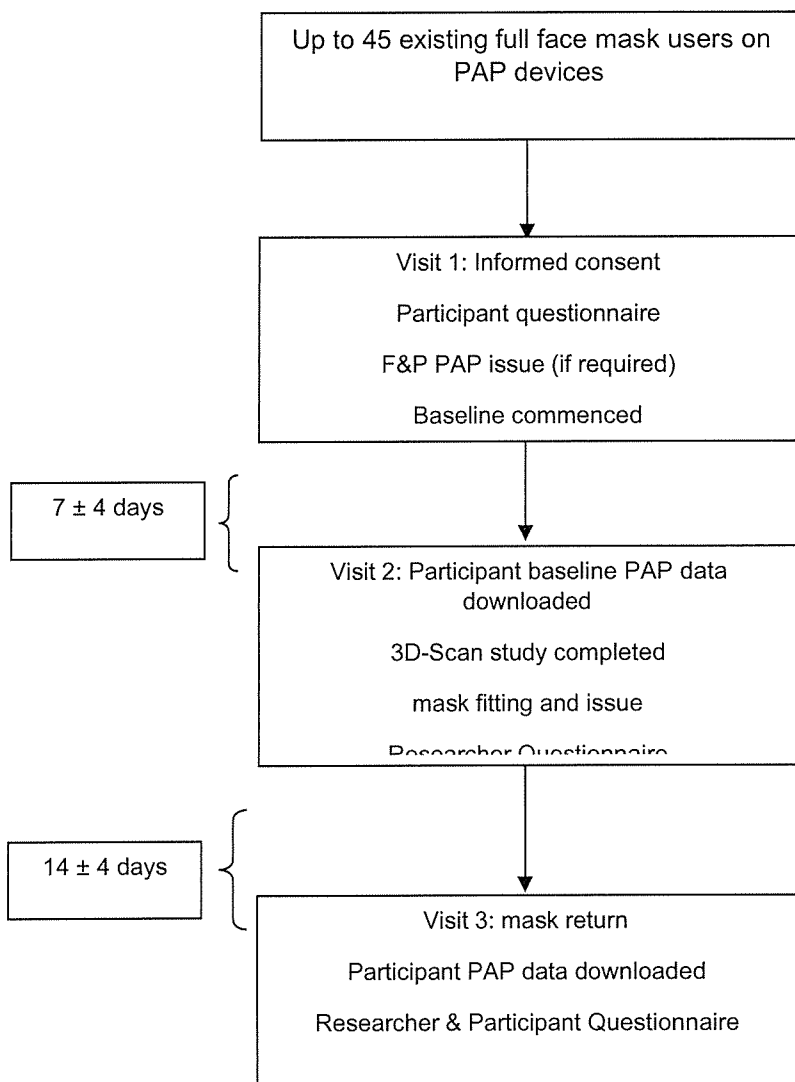 Up to 45 existing full face mask users on
PAP devices
Visit 1: Informed consent
Participant questionnaire
F&P PAP issue (if required)
Baseline commenced
7 ± 4 days
Visit 2: Participant baseline PAP data
downloaded
3D-Scan study completed
mask fitting and issue
Researcher Questionnaire
14 ± 4 days
Visit 3: mask return
Participant PAP data downloaded
Researcher & Participant Questionnaire